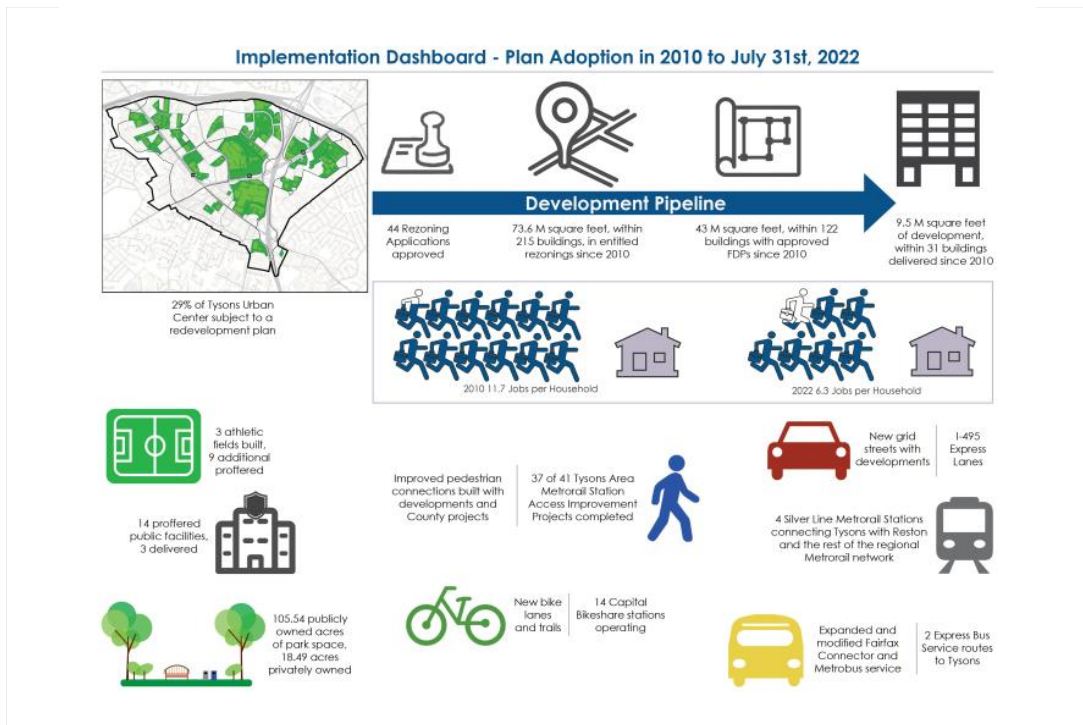 Implementation Dashboard - Plan Adoption in 2010 to July 31st, 2022
Development Pipeline
44 Rezoning
Applications
approved
73.6 M square feet, within
215 buildings, in entitled
rezonings since 2010
43 M square feet, within 122
buildings with approved
FDPs since 2010
9.5 M square feet
of development,
within 31 buildings
delivered since 2010
29% of Tysons Urban
Center subject to a
redevelopment plan
2010 11.7 Jobs per Household
2022 6.3 Jobs per Household
3 athletic
fields built,
9 additional
proffered
14 proffered
public facilities,
3 delivered
105.54 publicly
owned acres
of park space,
18.49 acres
privately owned
Improved pedestrian
connections built with
developments and
County projects
37 of 41 Tysons Area
Metrorail Station
Access Improvement
Projects completed
New bike
lanes
and trails
14 Capital
Bikeshare stations
operating
New grid
streets with
developments
I-495
Express
Lanes
4 Silver Line Metrorail Stations
connecting Tysons with Reston
and the rest of the regional
Metrorail network
Expanded and
modified Fairfax
Connector and
Metrobus service
2 Express Bus
Service routes
to Tysons